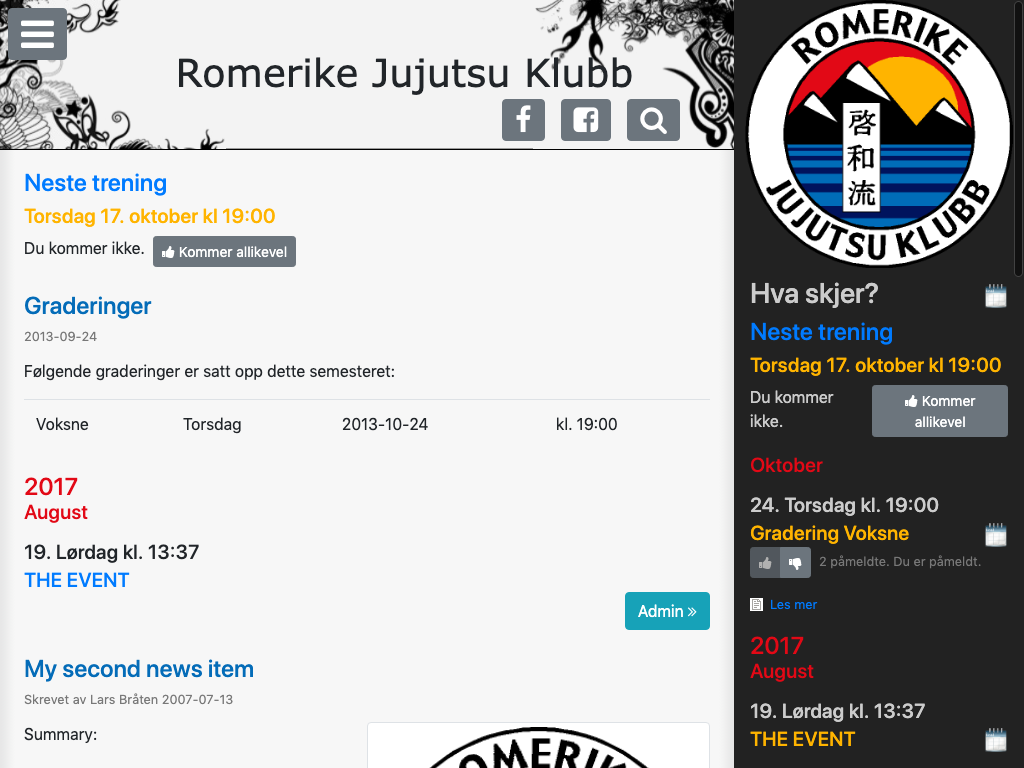 Romerike Jujutsu Klubb
Neste trening
Torsdag 17. oktober kl 19:00
Du kommer ikke. Kommer allikevel
Graderinger
2013-09-24
Følgende graderinger er satt opp dette semesteret:
Voksne Torsdag 2013-10-24 kl. 19:00
2017
August
19. Lørdag kl. 13:37
THE EVENT
Admin »
My second news item
Skrevet av Lars Bråten 2007-07-13
Summary:
ROMERIKE
ROMERIKE
啓和流
JUJUTSU KLUBB
Hva skjer?
Neste trening
Torsdag 17. oktober kl 19:00
Du kommer
ikke.
Kommer
allikevel
Oktober
24. Torsdag kl. 19:00
Gradering Voksne
2 påmeldte. Du er påmeldt.
Les mer
2017
August
19. Lørdag kl. 13:37
THE EVENT